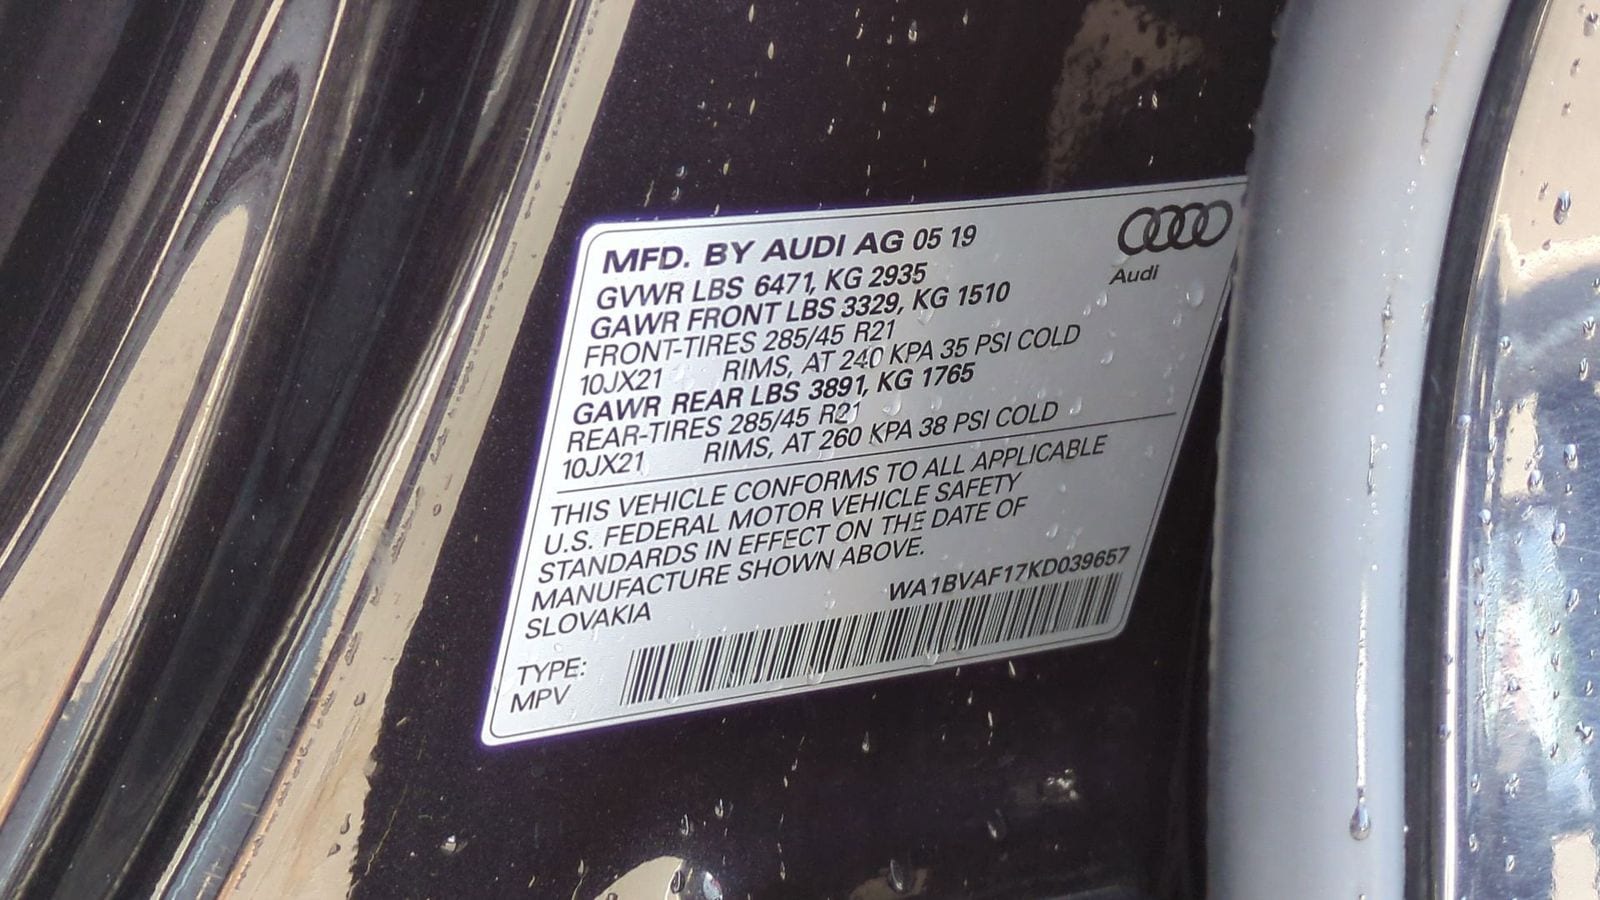 MFD. BY AUDI AG 05 19
Audi
GVWR LBS 6471, KG 2935
GAWR FRONT LBS 3329, KG 1510
FRONT-TIRES 285/45 R21
10JX21 RIMS, AT 240 KPA 35 PSI COLD
GAWR REAR LBS 3891, KG 1765
REAR-TIRES 285/45 R21
10JX21 RIMS, AT 260 KPA 38 PSI COLD
THIS VEHICLE CONFORMS TO ALL APPLICABLE
U.S. FEDERAL MOTOR VEHICLE SAFETY
STANDARDS IN EFFECT ON THE DATE OF
MANUFACTURE SHOWN ABOVE.
SLOVAKIA WA1BVAF17KD039657
TYPE:
MPV